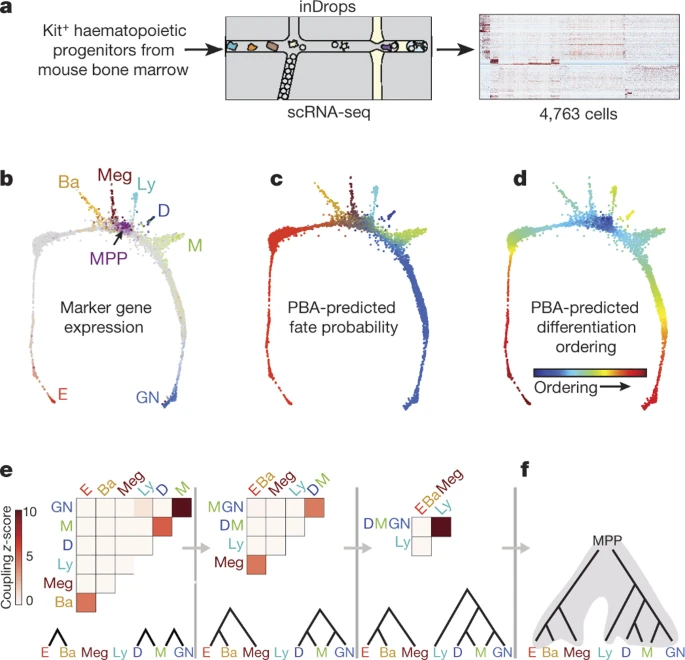 a
inDrops
Kit⁺ haematopoietic
progenitors from
mouse bone marrow
scRNA-seq
4,763 cells
b
Ba
Meg
Ly
D
M
MPP
Marker gene
expression
E
GN
c
PBA-predicted
fate probability
d
PBA-predicted
differentiation
ordering
Ordering
e
Coupling z-score
10
5
0
E Ba Meg Ly D M
GN
M
D
Ly
Meg
Ba
E Ba Meg Ly D M GN
EBa Meg Ly DM
MGN
DM
Ly
Meg
E Ba Meg Ly D M GN
EBaMeg Ly
DMGN
Ly
E Ba Meg Ly D M GN
f
MPP
E Ba Meg Ly D M GN